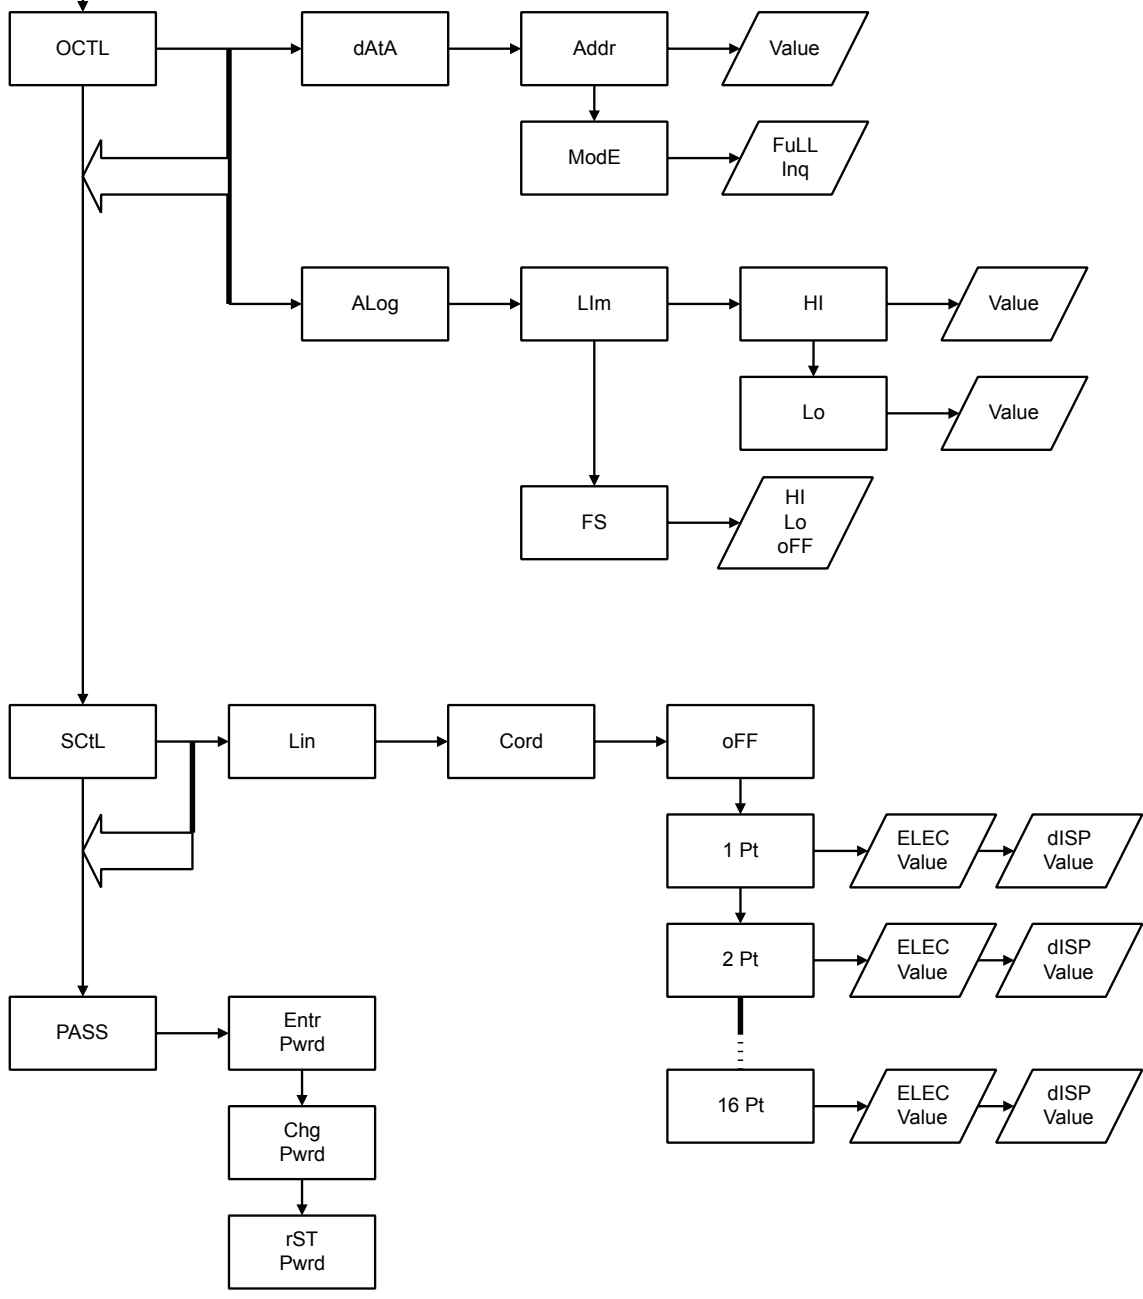 OCTL
dAtA
Addr
Value
ModE
FuLL
Inq
ALog
LIm
HI
Value
Lo
Value
FS
HI
Lo
oFF
SCtL
Lin
Cord
oFF
1 Pt
ELEC
Value
dISP
Value
2 Pt
ELEC
Value
dISP
Value
PASS
Entr
Pwrd
16 Pt
ELEC
Value
dISP
Value
Chg
Pwrd
rST
Pwrd